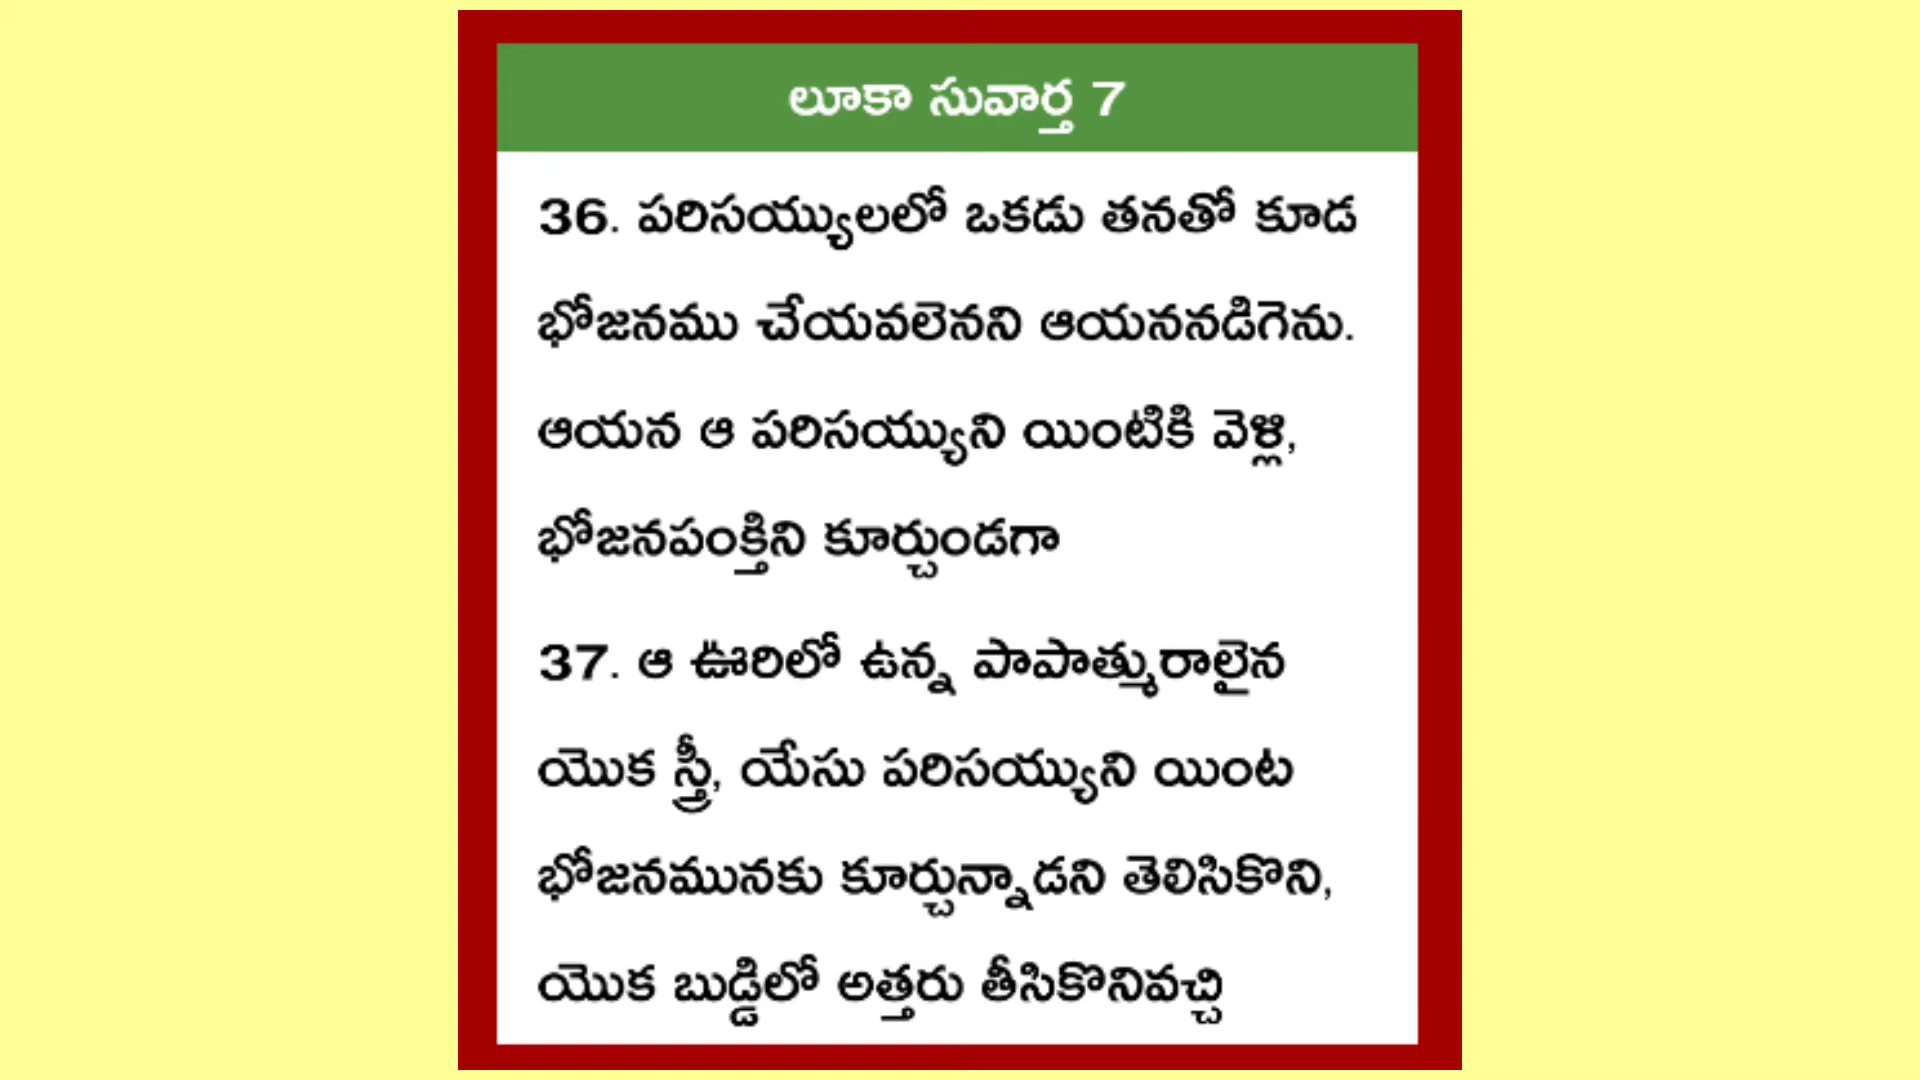 లూకా సువార్త 7
36. పరిసయ్యులలో ఒకడు తనతో కూడ
భోజనము చేయవలెనని ఆయననడిగెను.
ఆయన ఆ పరిసయ్యుని యింటికి వెళ్లి,
భోజనపంక్తిని కూర్చుండగా
37. ఆ ఊరిలో ఉన్న పాపాత్మురాలైన
యొక స్త్రీ, యేసు పరిసయ్యుని యింట
భోజనమునకు కూర్చున్నాడని తెలిసికొని,
యొక బుడ్డిలో అత్తరు తీసికొనివచ్చి